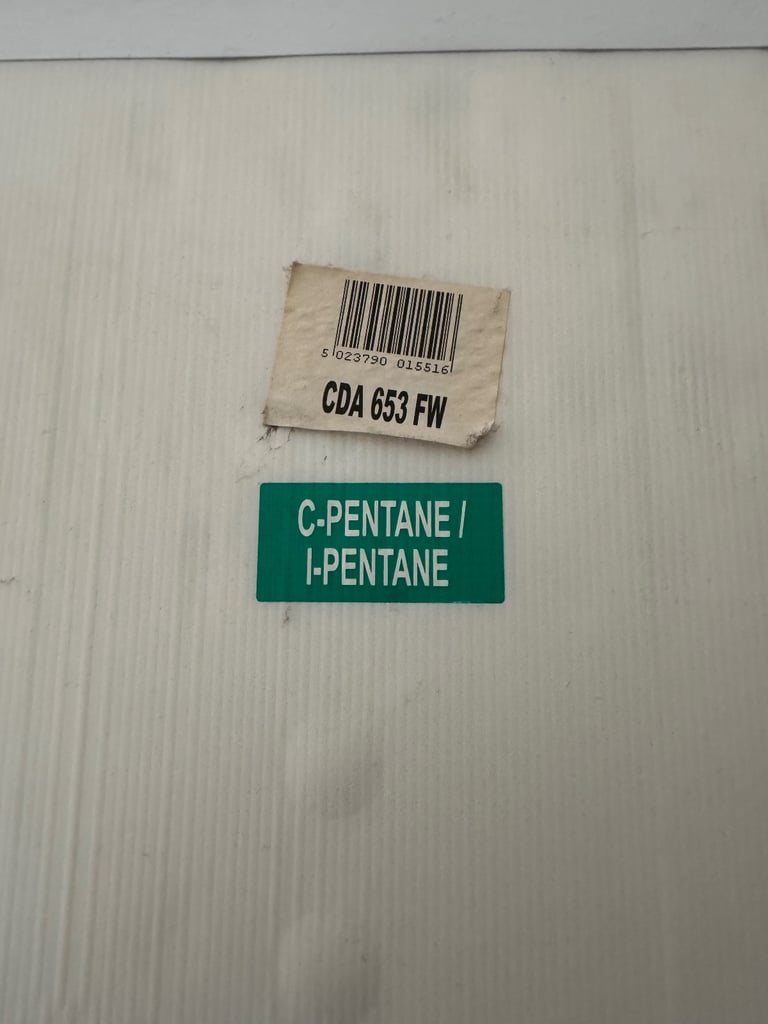 5 023790 015516
CDA 653 FW
C-PENTANE /
I-PENTANE